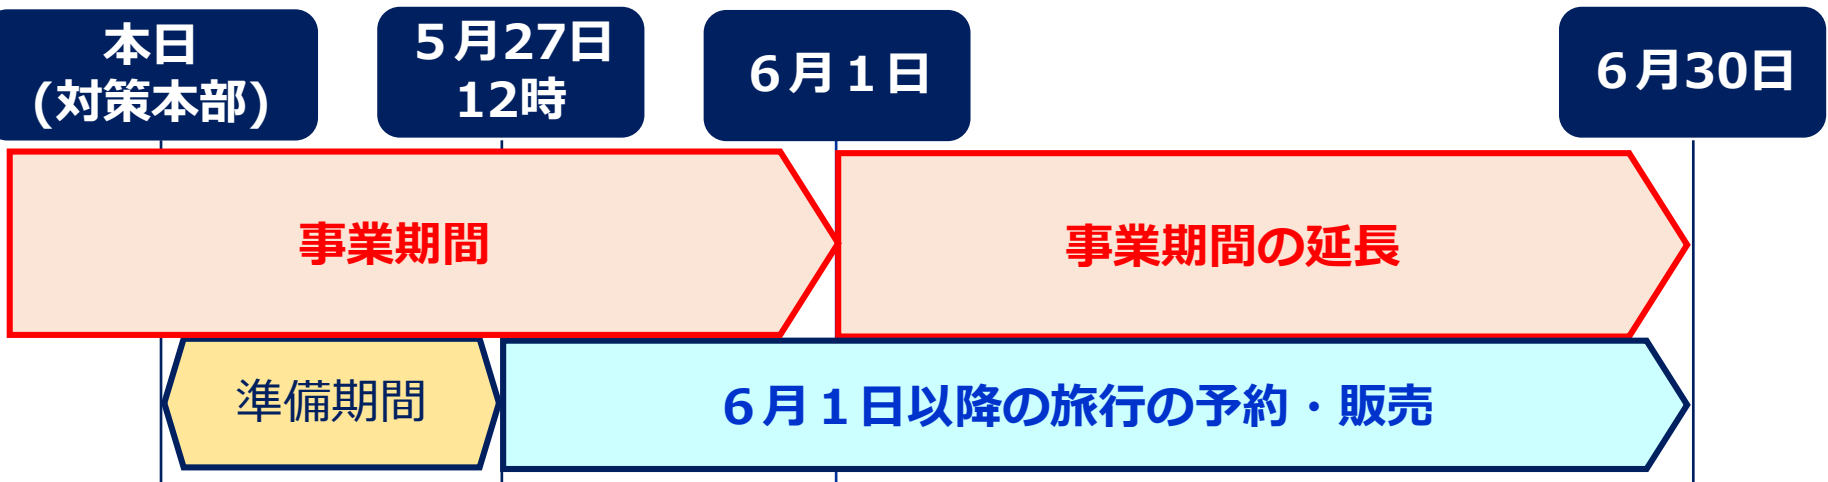 本日
(対策本部)
５月27日
12時
６月１日
６月30日
事業期間
事業期間の延長
準備期間
６月１日以降の旅行の予約・販売